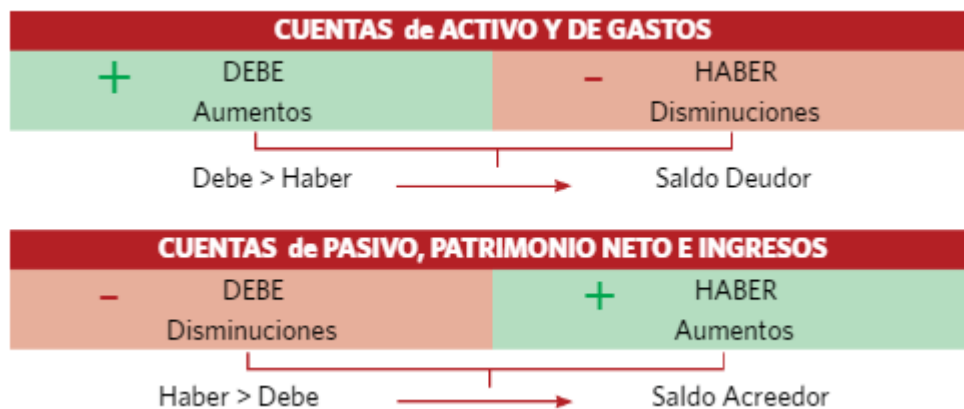 CUENTAS de ACTIVO Y DE GASTOS
+ DEBE - HABER
Aumentos Disminuciones
Debe > Haber Saldo Deudor
CUENTAS de PASIVO, PATRIMONIO NETO E INGRESOS
- DEBE + HABER
Disminuciones Aumentos
Haber > Debe Saldo Acreedor